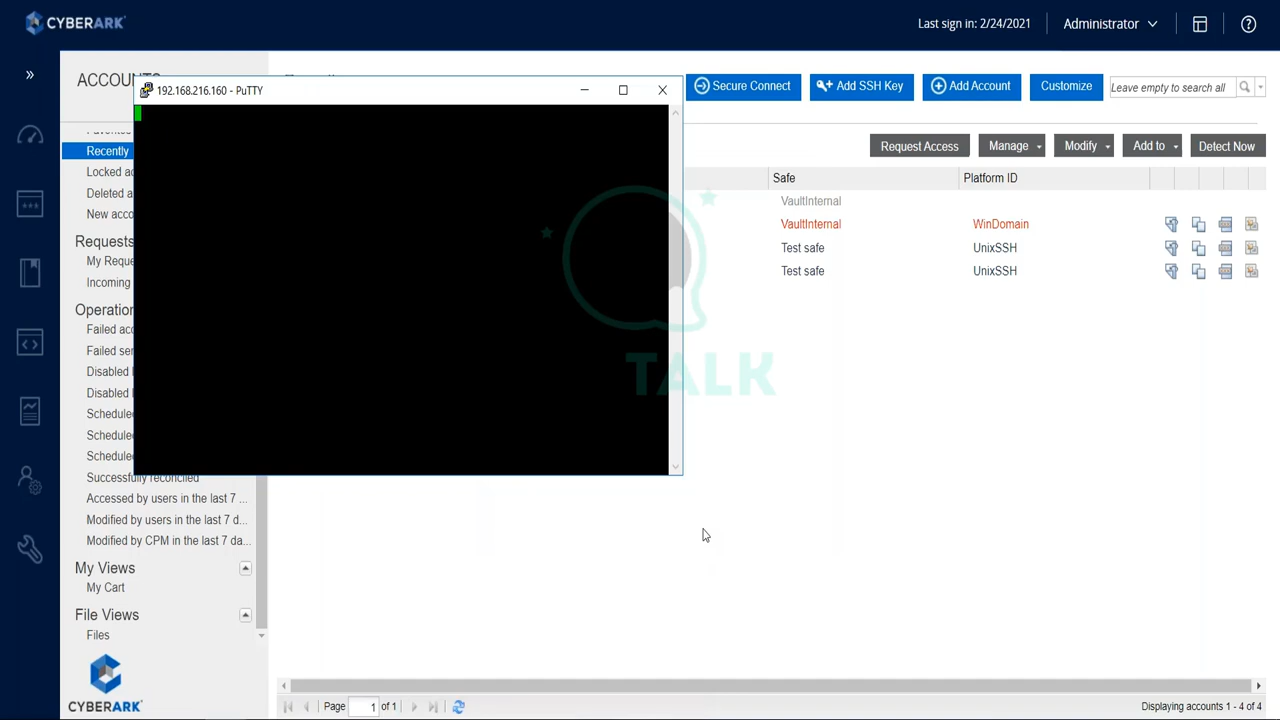 CYBERARK
Last sign in: 2/24/2021
Administrator
ACCOUNTS
192.168.216.160 - PuTTY
Secure Connect
Add SSH Key
Add Account
Customize
Leave empty to search all
Recently
Locked ac
Deleted a
New acco
Requests
My Reque
Incoming
Operation
Failed acc
Failed ser
Disabled
Disabled
Schedule
Schedule
Schedule
Successfully reconciled
Accessed by users in the last 7 ...
Modified by users in the last 7 d...
Modified by CPM in the last 7 da...
My Views
My Cart
File Views
Files
CYBERARK
Request Access
Manage
Modify
Add to
Detect Now
Safe
Platform ID
VaultInternal
VaultInternal
WinDomain
Test safe
UnixSSH
Test safe
UnixSSH
TALK
Page
1
of 1
Displaying accounts 1 - 4 of 4